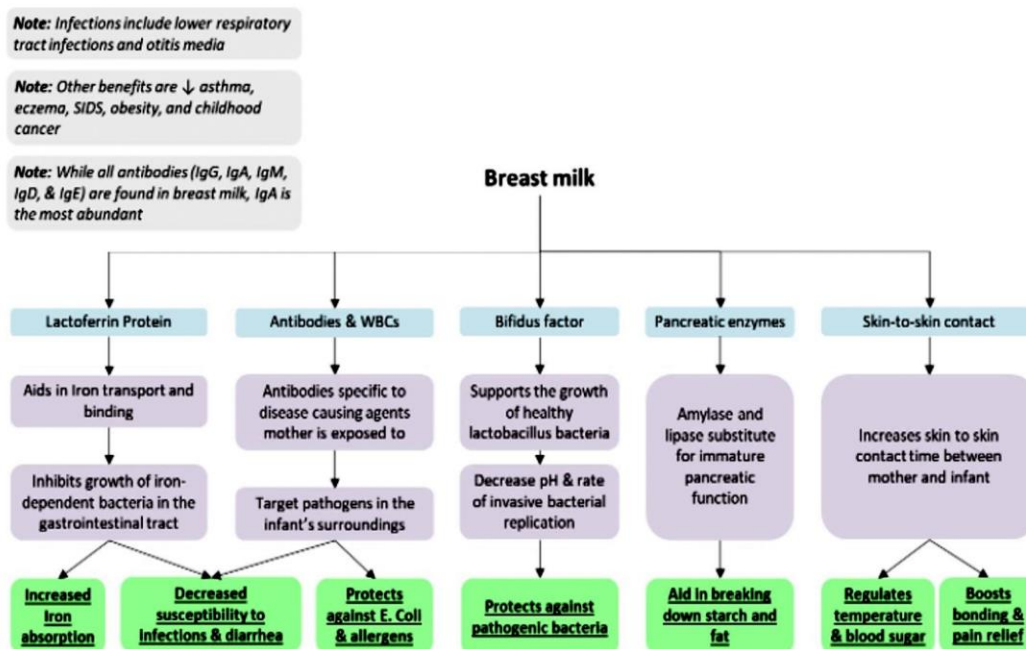 Note: Infections include lower respiratory
tract infections and otitis media
Note: Other benefits are ↓ asthma,
eczema, SIDS, obesity, and childhood
cancer
Note: While all antibodies (IgG, IgA, IgM,
IgD, & IgE) are found in breast milk, IgA is
the most abundant
Breast milk
Lactoferrin Protein
Antibodies & WBCs
Bifidus factor
Pancreatic enzymes
Skin-to-skin contact
Aids in Iron transport and
binding
Antibodies specific to
disease causing agents
mother is exposed to
Supports the growth
of healthy
lactobacillus bacteria
Amylase and
lipase substitute
for immature
pancreatic
function
Increases skin to skin
contact time between
mother and infant
Inhibits growth of iron-
dependent bacteria in the
gastrointestinal tract
Target pathogens in the
infant's surroundings
Decrease pH & rate
of invasive bacterial
replication
Increased
Iron
absorption
Decreased
susceptibility to
infections & diarrhea
Protects
against E. Coli
& allergens
Protects against
pathogenic bacteria
Aid in breaking
down starch and
fat
Regulates
temperature
& blood sugar
Boosts
bonding &
pain relief